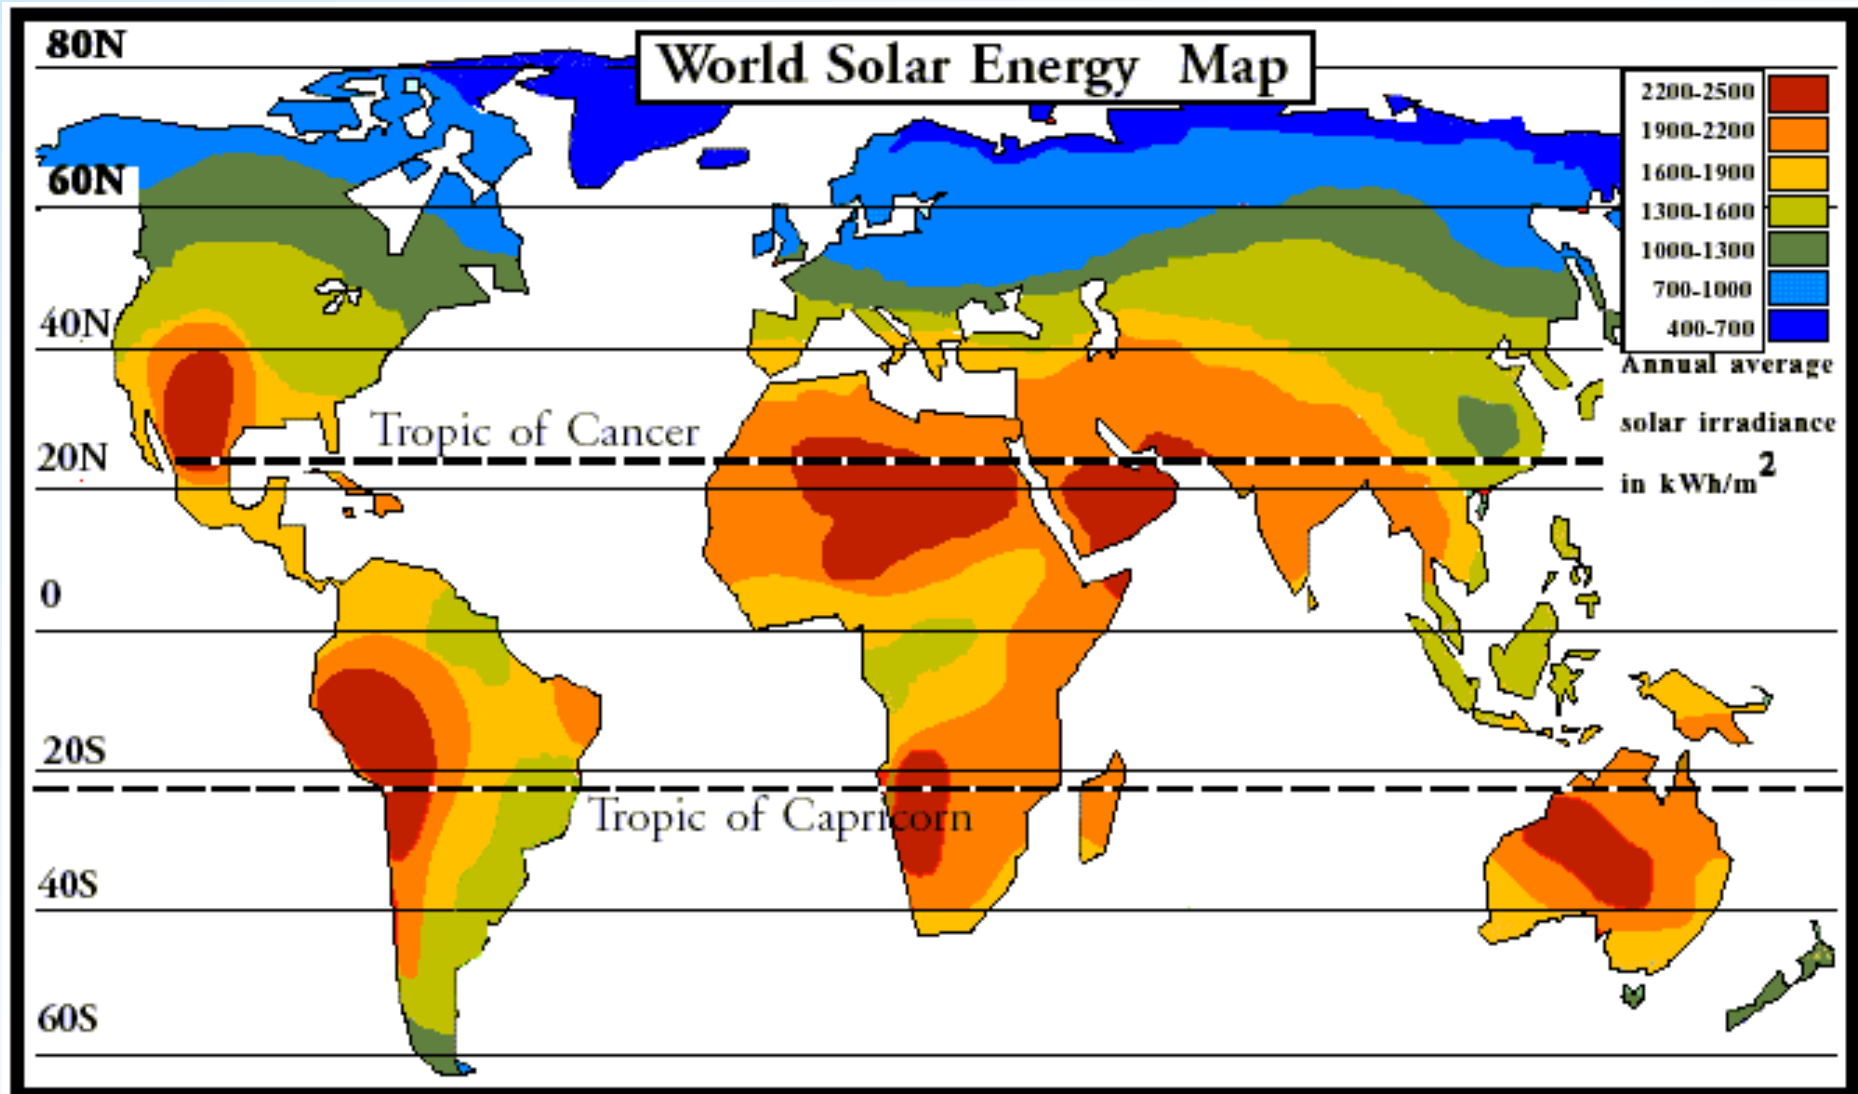 World Solar Energy Map
80N
60N
40N
20N
0
20S
40S
60S
Tropic of Cancer
Tropic of Capricorn
2200-2500
1900-2200
1600-1900
1300-1600
1000-1300
700-1000
400-700
Annual average
solar irradiance
in kWh/m²